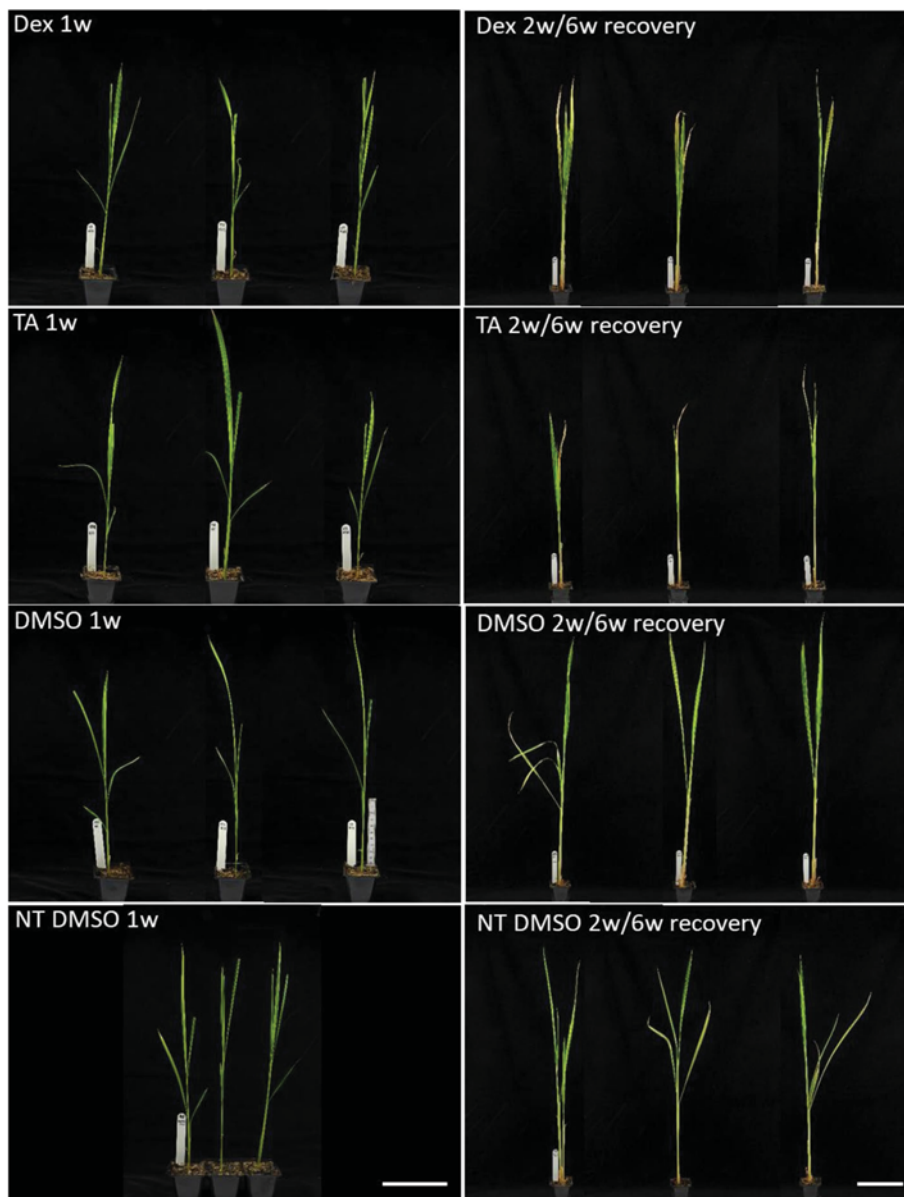 Dex 1w
Dex 2w/6w recovery
TA 1w
TA 2w/6w recovery
DMSO 1w
DMSO 2w/6w recovery
NT DMSO 1w
NT DMSO 2w/6w recovery